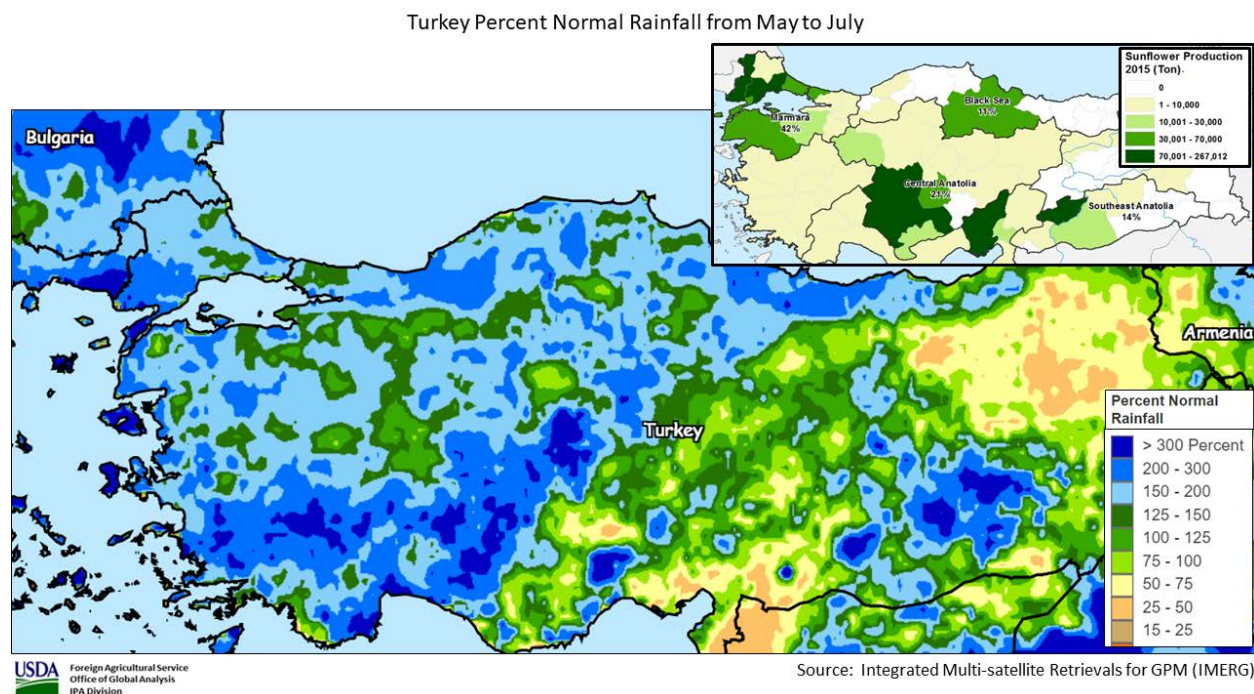 Turkey Percent Normal Rainfall from May to July
Sunflower Production
2015 (Ton).
0
1 - 10,000
10,001 - 30,000
30,001 - 70,000
70,001 - 267,012
Black Sea
11%
Marmara
42%
Central Anatolia
21%
Southeast Anatolia
14%
Bulgaria
Armenia
Turkey
Percent Normal
Rainfall
> 300 Percent
200 - 300
150 - 200
125 - 150
100 - 125
75 - 100
50 - 75
25 - 50
15 - 25
USDA
Foreign Agricultural Service
Office of Global Analysis
IPA Division
Source: Integrated Multi-satellite Retrievals for GPM (IMERG)